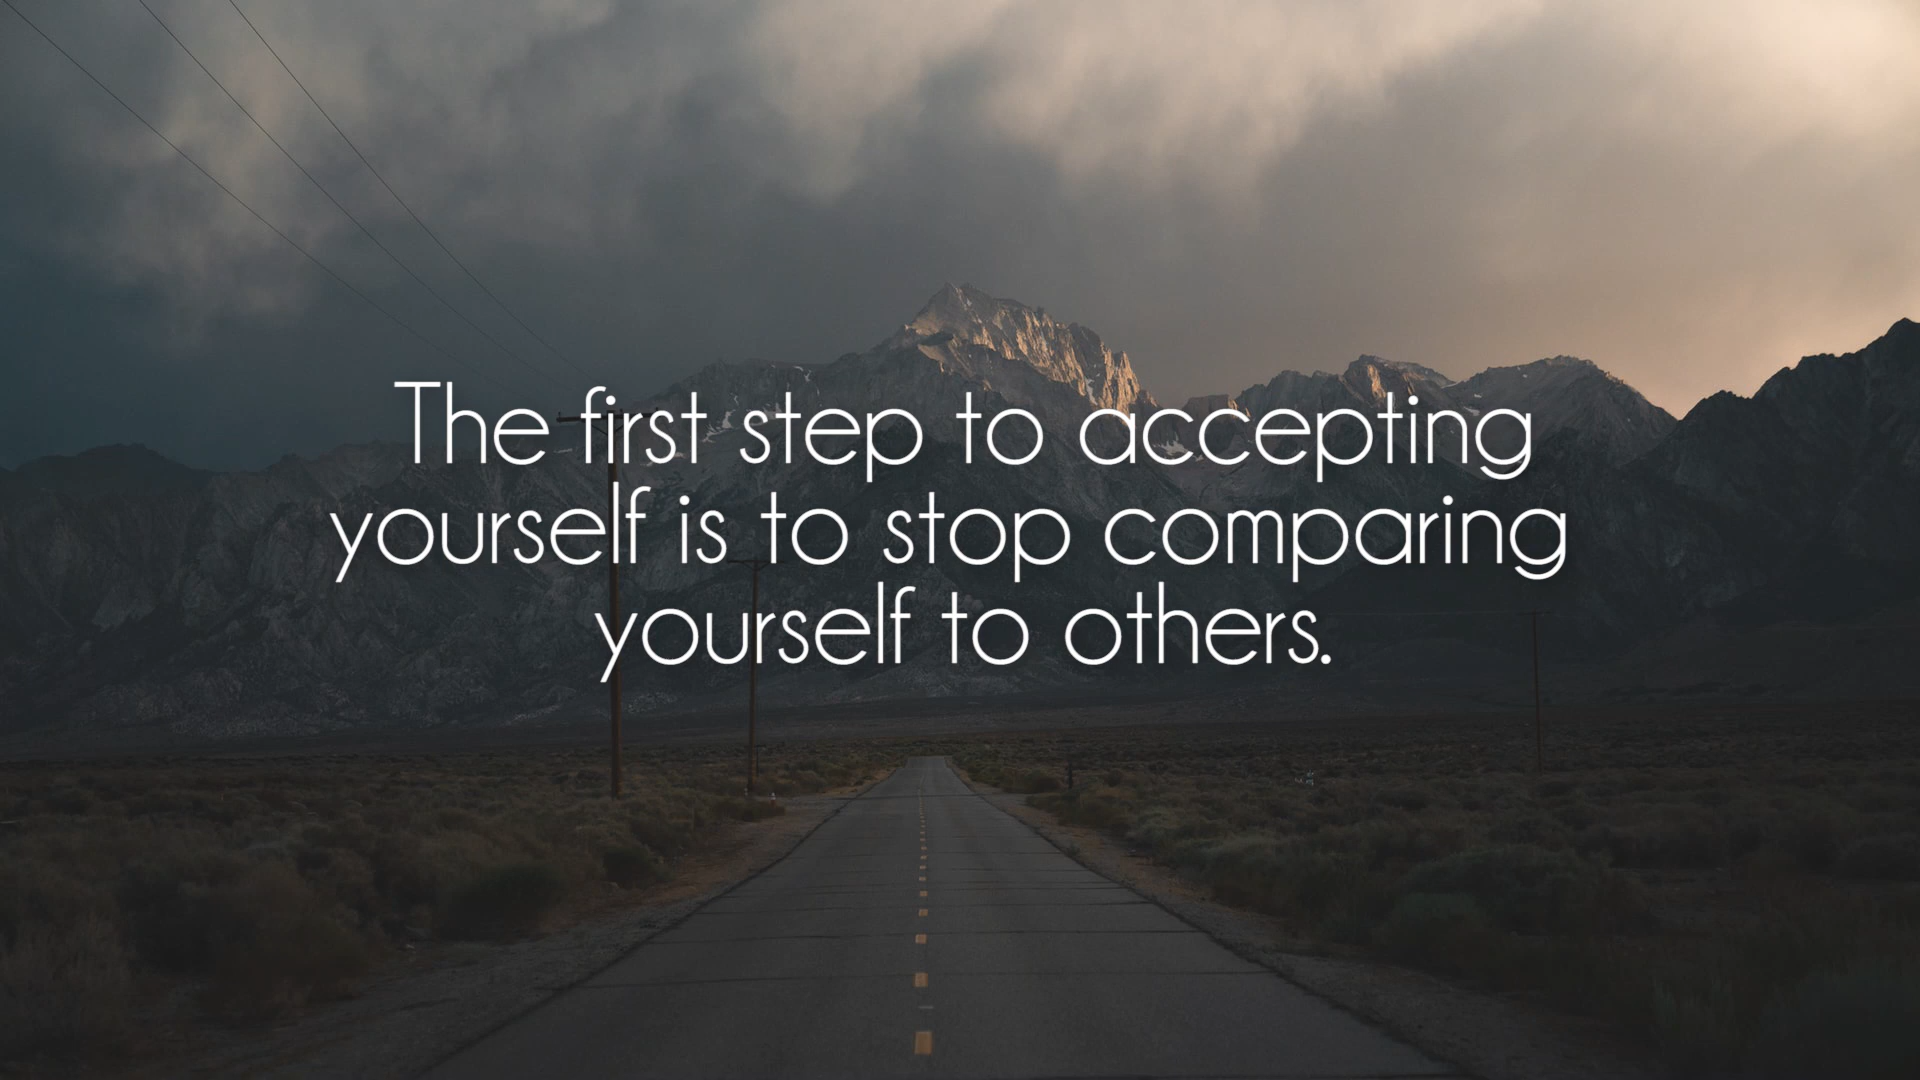 The first step to accepting
yourself is to stop comparing
yourself to others.